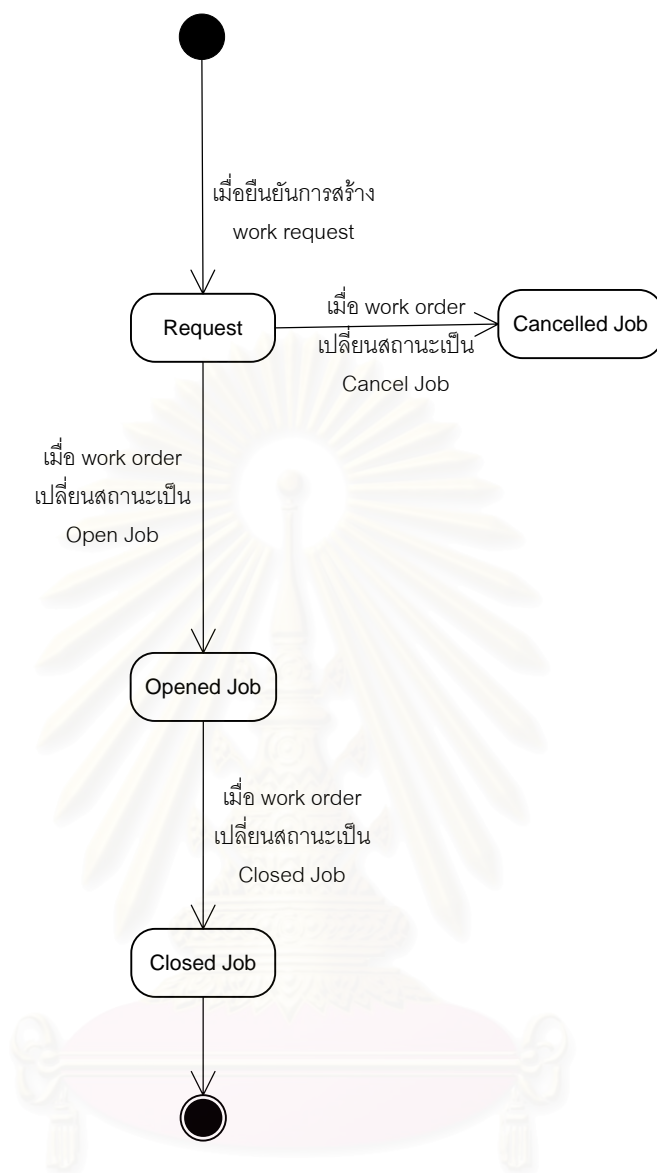 เมื่อยืนยันการสร้าง
work request
Request
เมื่อ work order
เปลี่ยนสถานะเป็น
Cancel Job
Cancelled Job
เมื่อ work order
เปลี่ยนสถานะเป็น
Open Job
Opened Job
เมื่อ work order
เปลี่ยนสถานะเป็น
Closed Job
Closed Job